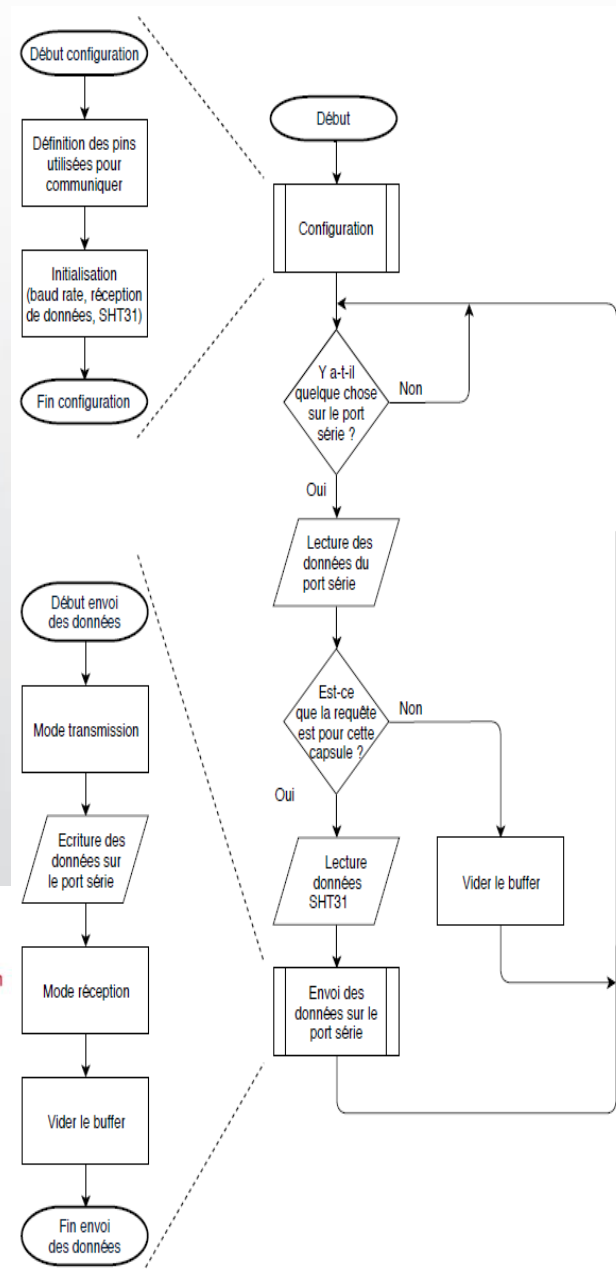 Début configuration
Définition des pins
utilisées pour
communiquer
Initialisation
(baud rate, réception
de données, SHT31)
Fin configuration
Début
Configuration
Y a-t-il
quelque chose
sur le port
série ?
Non
Oui
Lecture des
données du
port série
Est-ce
que la requête
est pour cette
capsule ?
Non
Oui
Lecture
données
SHT31
Vider le buffer
Envoi des
données sur le
port série
Début envoi
des données
Mode transmission
Ecriture des
données sur
le port série
Mode réception
Vider le buffer
Fin envoi
des données